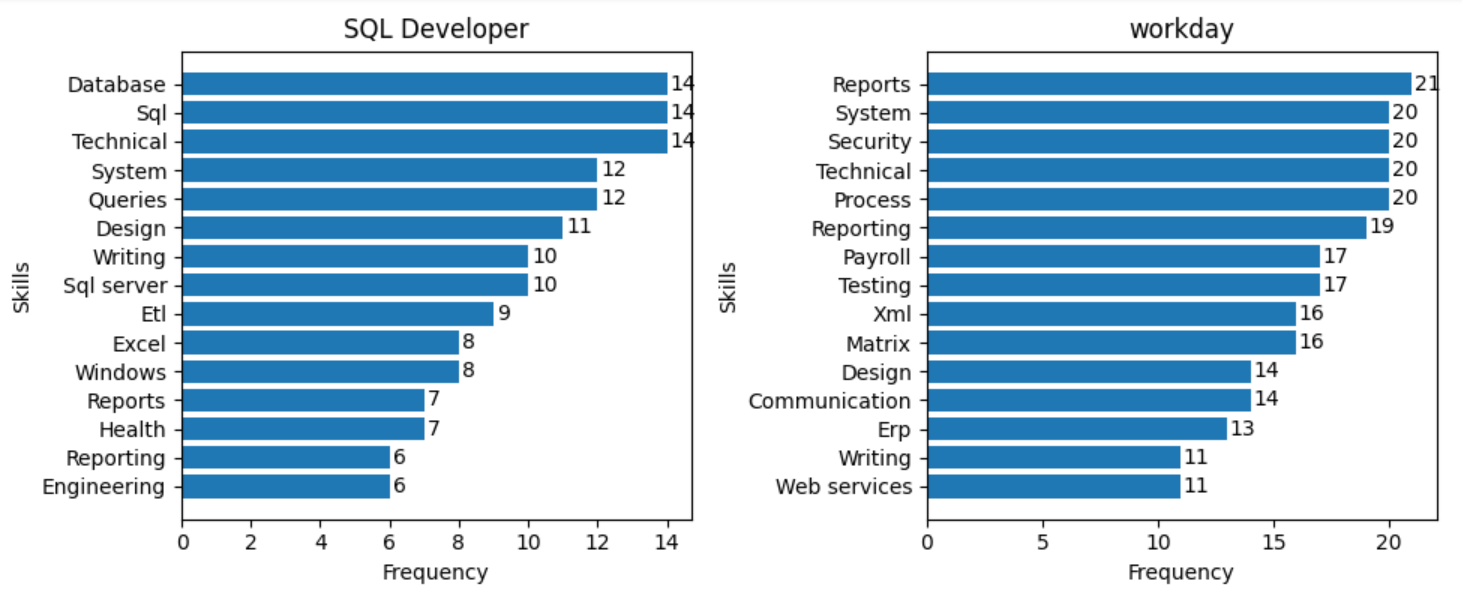 SQL Developer
Skills
Database 14
Sql 14
Technical 14
System 12
Queries 12
Design 11
Writing 10
Sql server 10
Etl 9
Excel 8
Windows 8
Reports 7
Health 7
Reporting 6
Engineering 6
0 2 4 6 8 10 12 14
Frequency
workday
Skills
Reports 21
System 20
Security 20
Technical 20
Process 20
Reporting 19
Payroll 17
Testing 17
Xml 16
Matrix 16
Design 14
Communication 14
Erp 13
Writing 11
Web services 11
0 5 10 15 20
Frequency